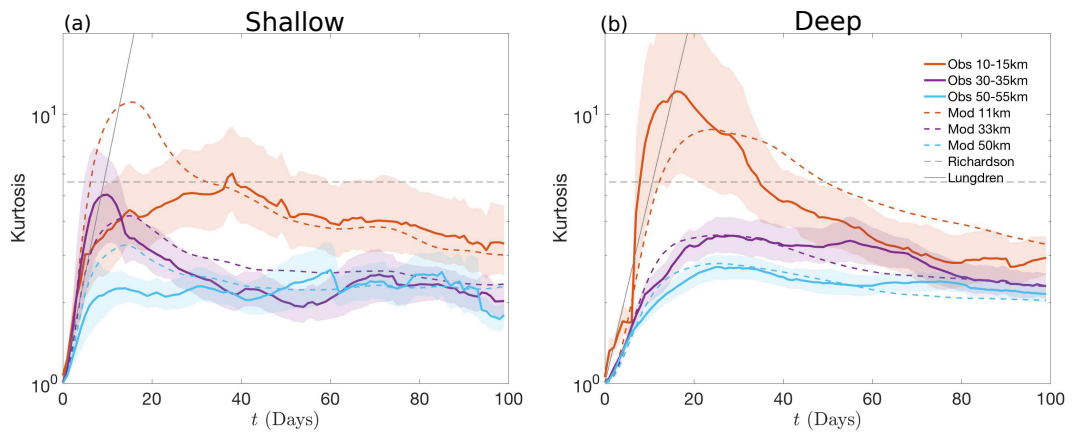 (a)
Shallow
10^1
10^0
Kurtosis
0
20
40
60
80
100
t (Days)
(b)
Deep
Obs 10-15km
Obs 30-35km
Obs 50-55km
Mod 11km
Mod 33km
Mod 50km
Richardson
Lungdren
10^1
10^0
Kurtosis
0
20
40
60
80
100
t (Days)